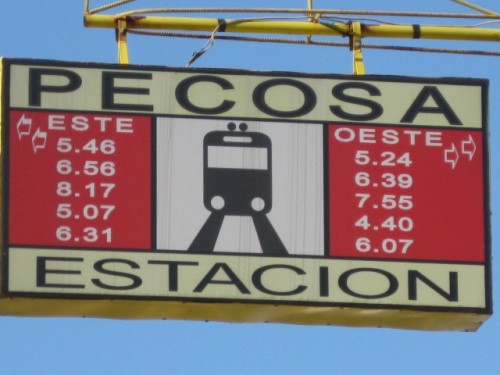 PECOSA
ESTE
5.46
6.56
8.17
5.07
6.31
OESTE
5.24
6.39
7.55
4.40
6.07
ESTACION